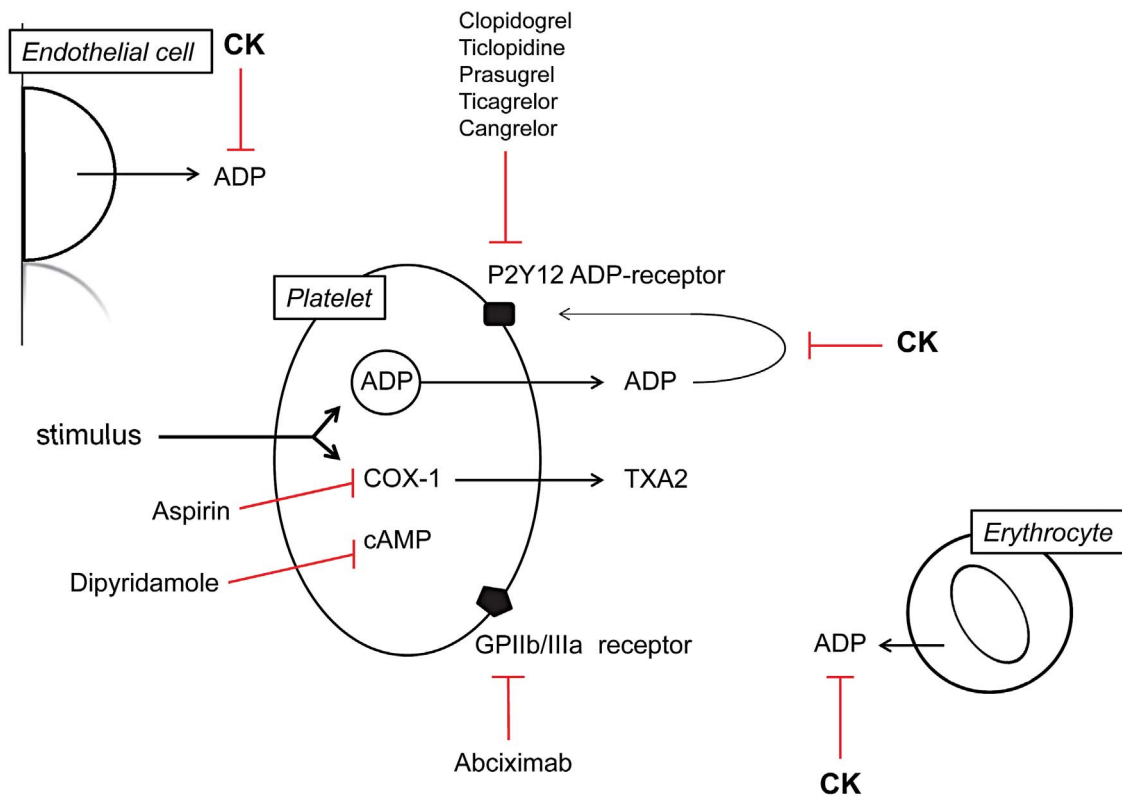 Clopidogrel
Ticlopidine
Prasugrel
Ticagrelor
Cangrelor
Endothelial cell
CK
ADP
P2Y12 ADP-receptor
Platelet
CK
ADP
ADP
stimulus
COX-1
TXA2
Aspirin
cAMP
Dipyridamole
Erythrocyte
GPIIb/IIIa receptor
ADP
Abciximab
CK